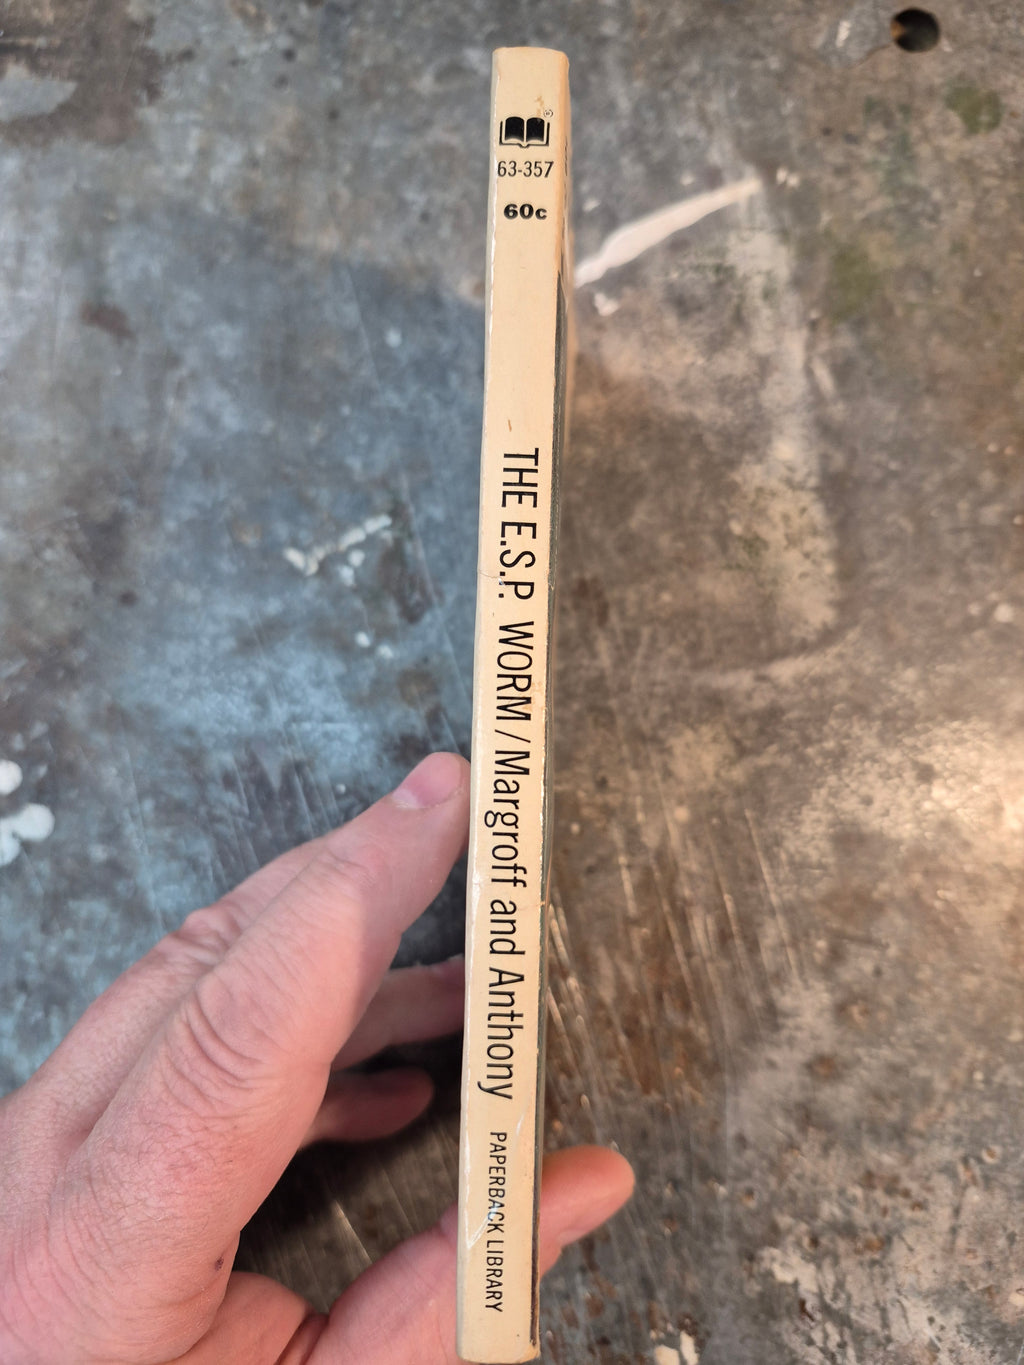 63-357
60c
THE E.S.P. WORM / Margroff and Anthony
PAPERBACK LIBRARY